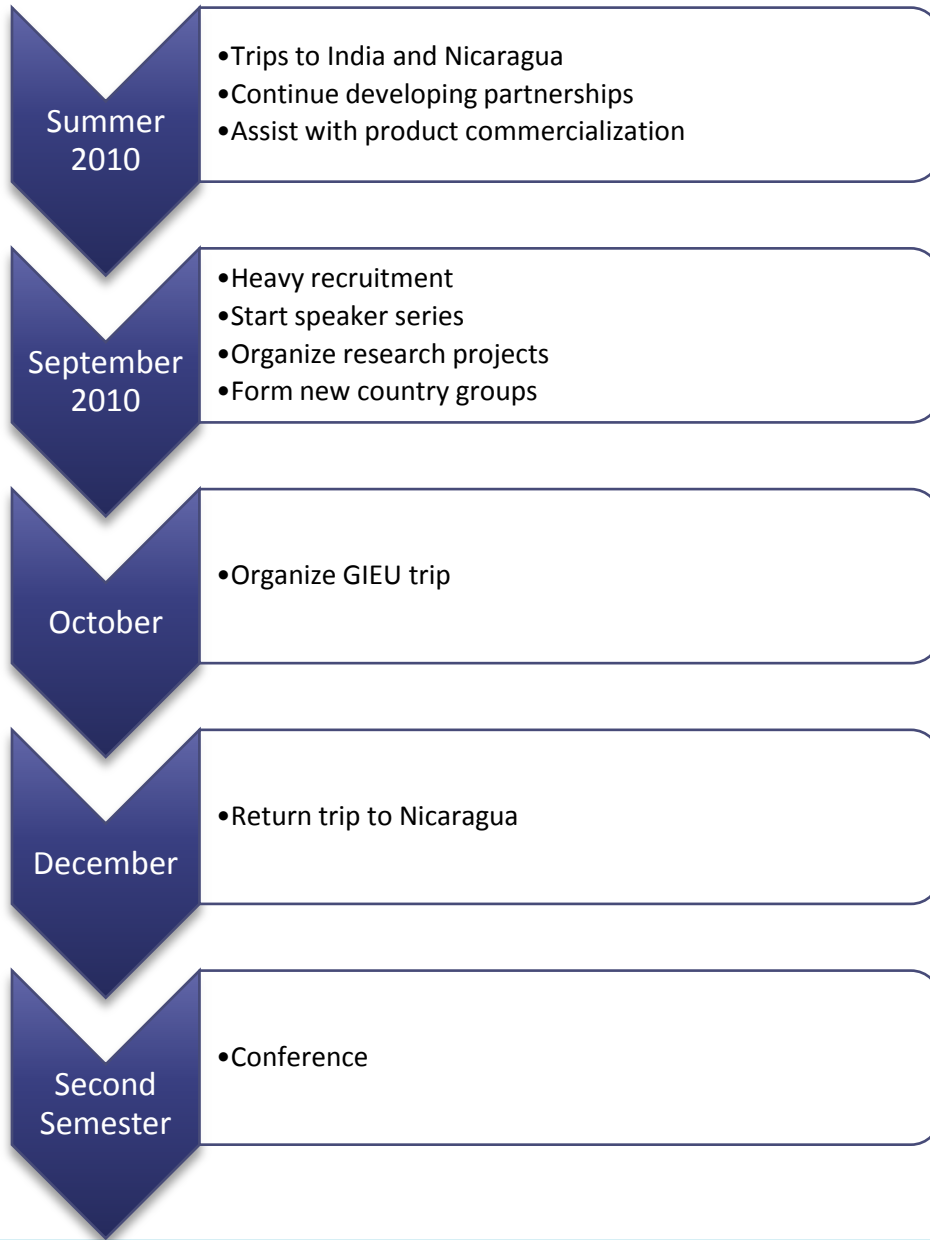 Summer
2010
•Trips to India and Nicaragua
•Continue developing partnerships
•Assist with product commercialization
September
2010
•Heavy recruitment
•Start speaker series
•Organize research projects
•Form new country groups
October
•Organize GIEU trip
December
•Return trip to Nicaragua
Second
Semester
•Conference